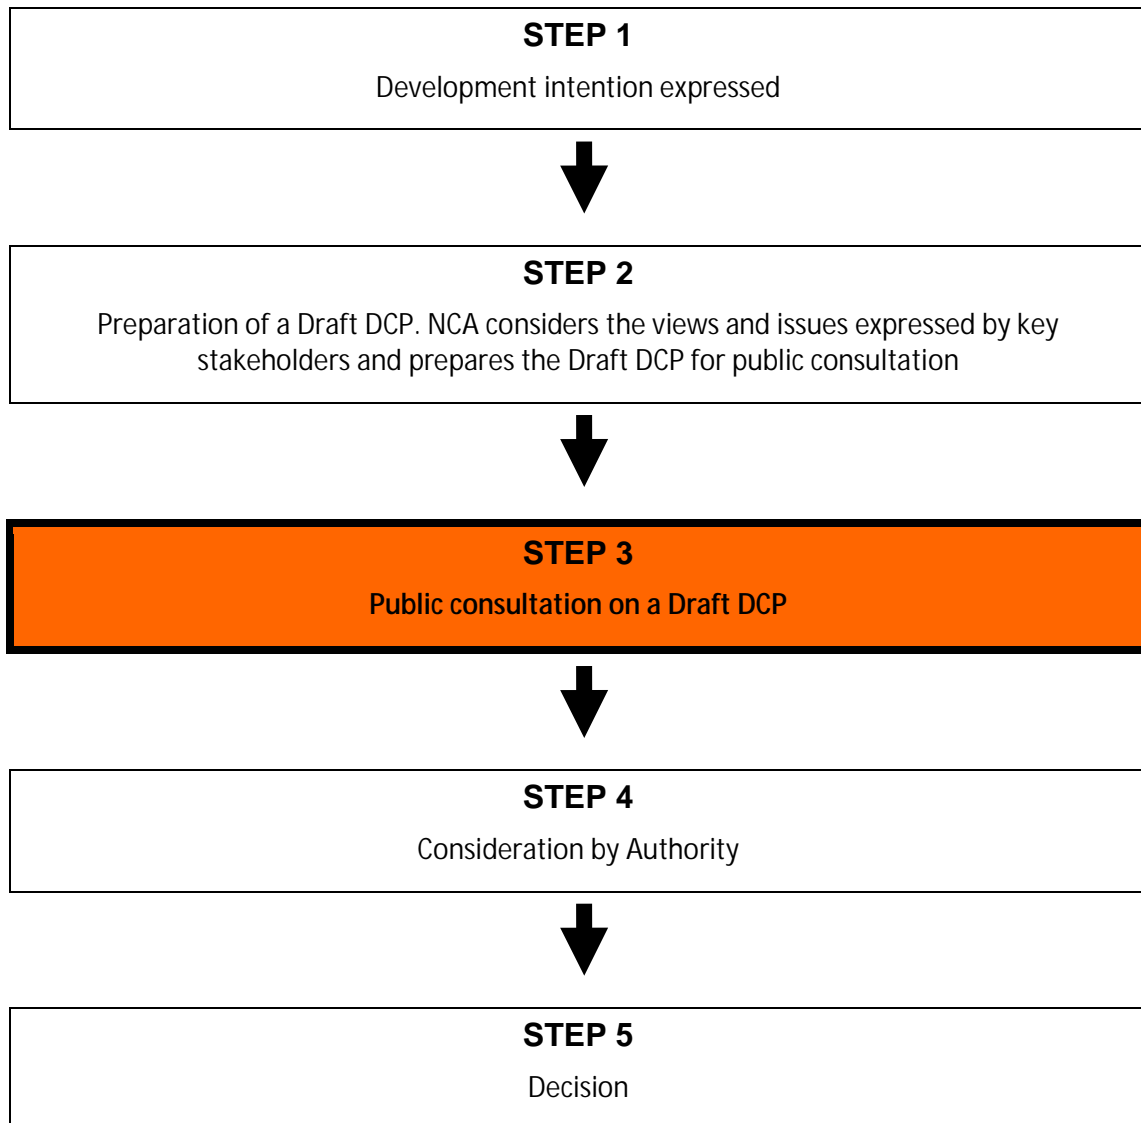 STEP 1
Development intention expressed
STEP 2
Preparation of a Draft DCP. NCA considers the views and issues expressed by key
stakeholders and prepares the Draft DCP for public consultation
STEP 3
Public consultation on a Draft DCP
STEP 4
Consideration by Authority
STEP 5
Decision